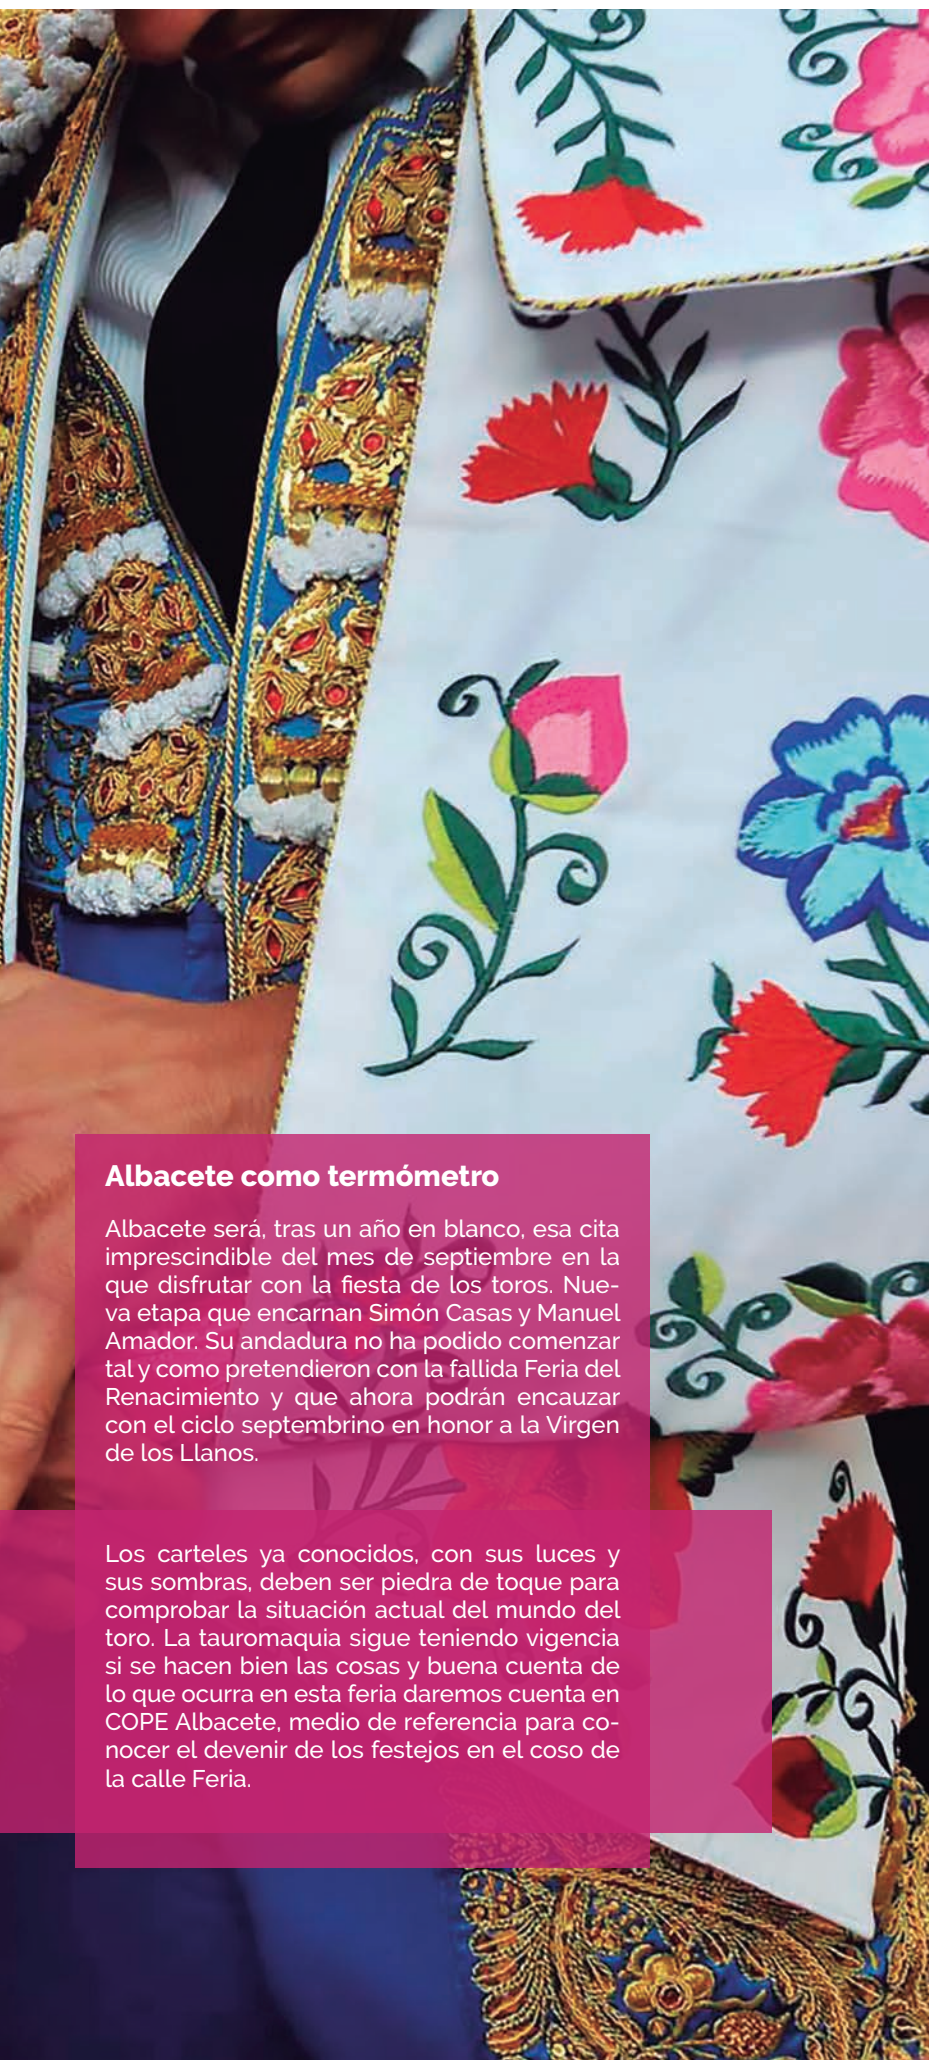 Albacete como termómetro
Albacete será, tras un año en blanco, esa cita
imprescindible del mes de septiembre en la
que disfrutar con la fiesta de los toros. Nue-
va etapa que encarnan Simón Casas y Manuel
Amador. Su andadura no ha podido comenzar
tal y como pretendieron con la fallida Feria del
Renacimiento y que ahora podrán encauzar
con el ciclo septembrino en honor a la Virgen
de los Llanos.
Los carteles ya conocidos, con sus luces y
sus sombras, deben ser piedra de toque para
comprobar la situación actual del mundo del
toro. La tauromaquia sigue teniendo vigencia
si se hacen bien las cosas y buena cuenta de
lo que ocurra en esta feria daremos cuenta en
COPE Albacete, medio de referencia para co-
nocer el devenir de los festejos en el coso de
la calle Feria.